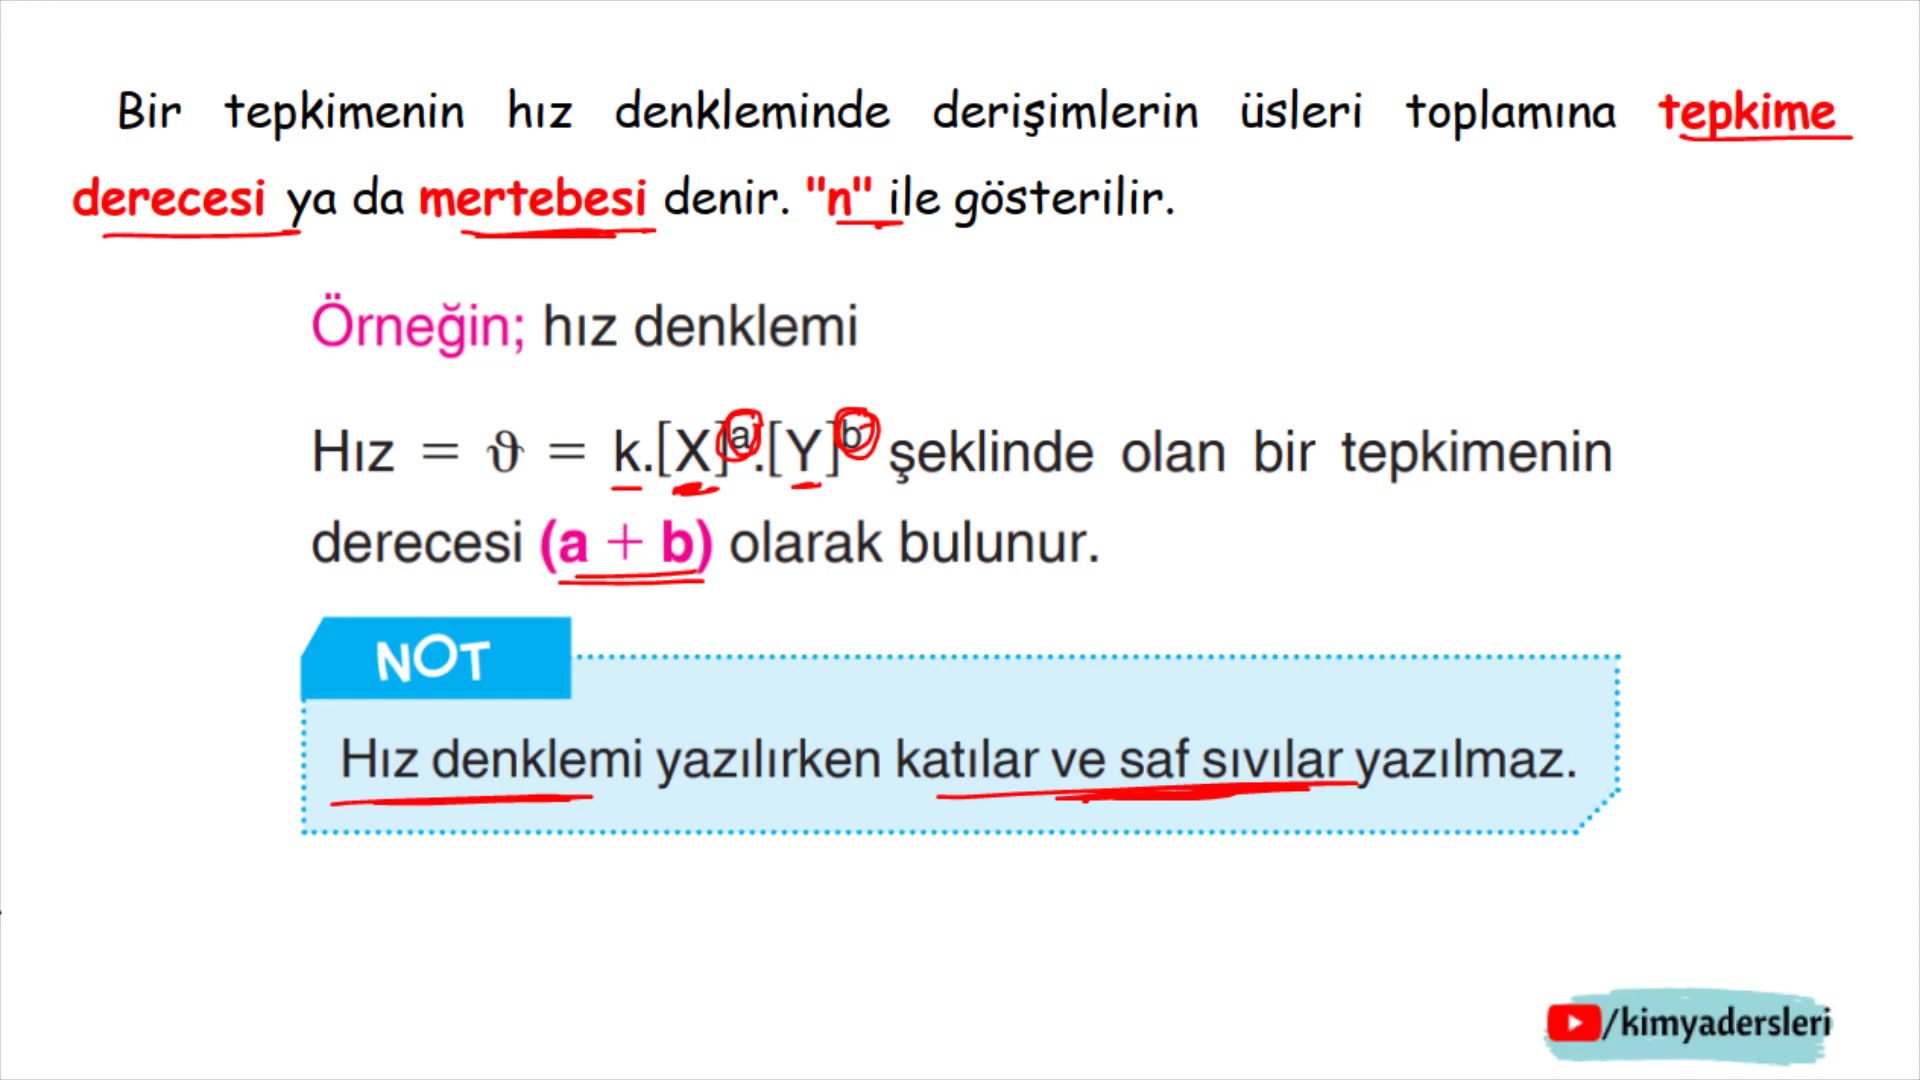 Bir tepkimenin hız denkleminde derişimlerin üsleri toplamına tepkime
derecesi ya da mertebesi denir. "n" ile gösterilir.
Örneğin; hız denklemi
Hız = ϑ = k.[X]ᵃ.[Y]ᵇ şeklinde olan bir tepkimenin
derecesi (a + b) olarak bulunur.
NOT
Hız denklemi yazılırken katılar ve saf sıvılar yazılmaz.
/kimyadersleri